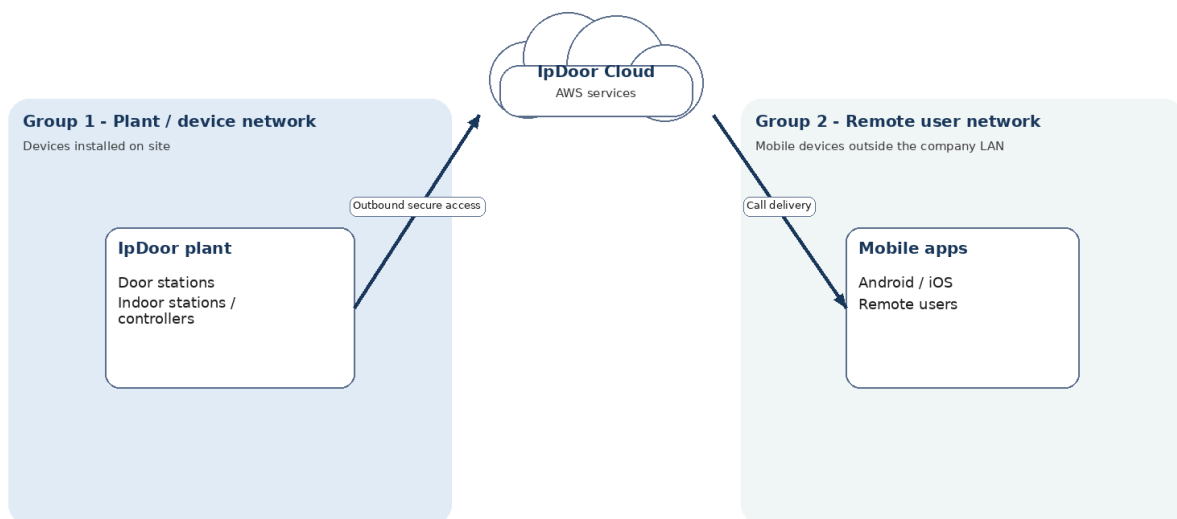 IpDoor Cloud
AWS services
Group 1 - Plant / device network
Devices installed on site
Group 2 - Remote user network
Mobile devices outside the company LAN
Outbound secure access
Call delivery
IpDoor plant
Door stations
Indoor stations /
controllers
Mobile apps
Android / iOS
Remote users